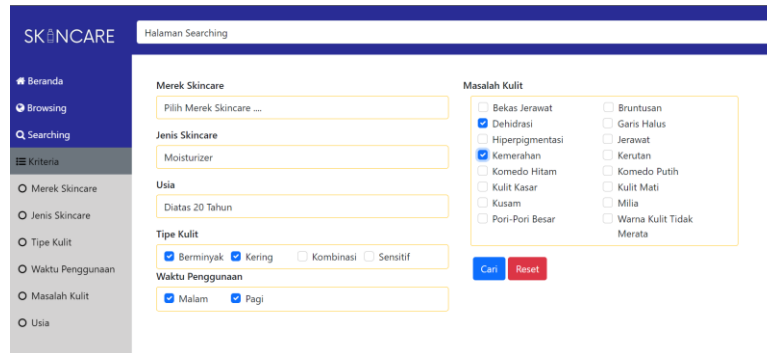 SKINCARE
Halaman Searching
Beranda
Browsing
Searching
Kriteria
Merek Skincare
Jenis Skincare
Tipe Kulit
Waktu Penggunaan
Masalah Kulit
Usia
Merek Skincare
Pilih Merek Skincare ....
Jenis Skincare
Moisturizer
Usia
Diatas 20 Tahun
Tipe Kulit
Berminyak Kering Kombinasi Sensitif
Waktu Penggunaan
Malam Pagi
Masalah Kulit
Bekas Jerawat Bruntusan
Dehidrasi Garis Halus
Hiperpigmentasi Jerawat
Kemerahan Kerutan
Komedo Hitam Komedo Putih
Kulit Kasar Kulit Mati
Kusam Milia
Pori-Pori Besar Warna Kulit Tidak
Merata
Cari Reset